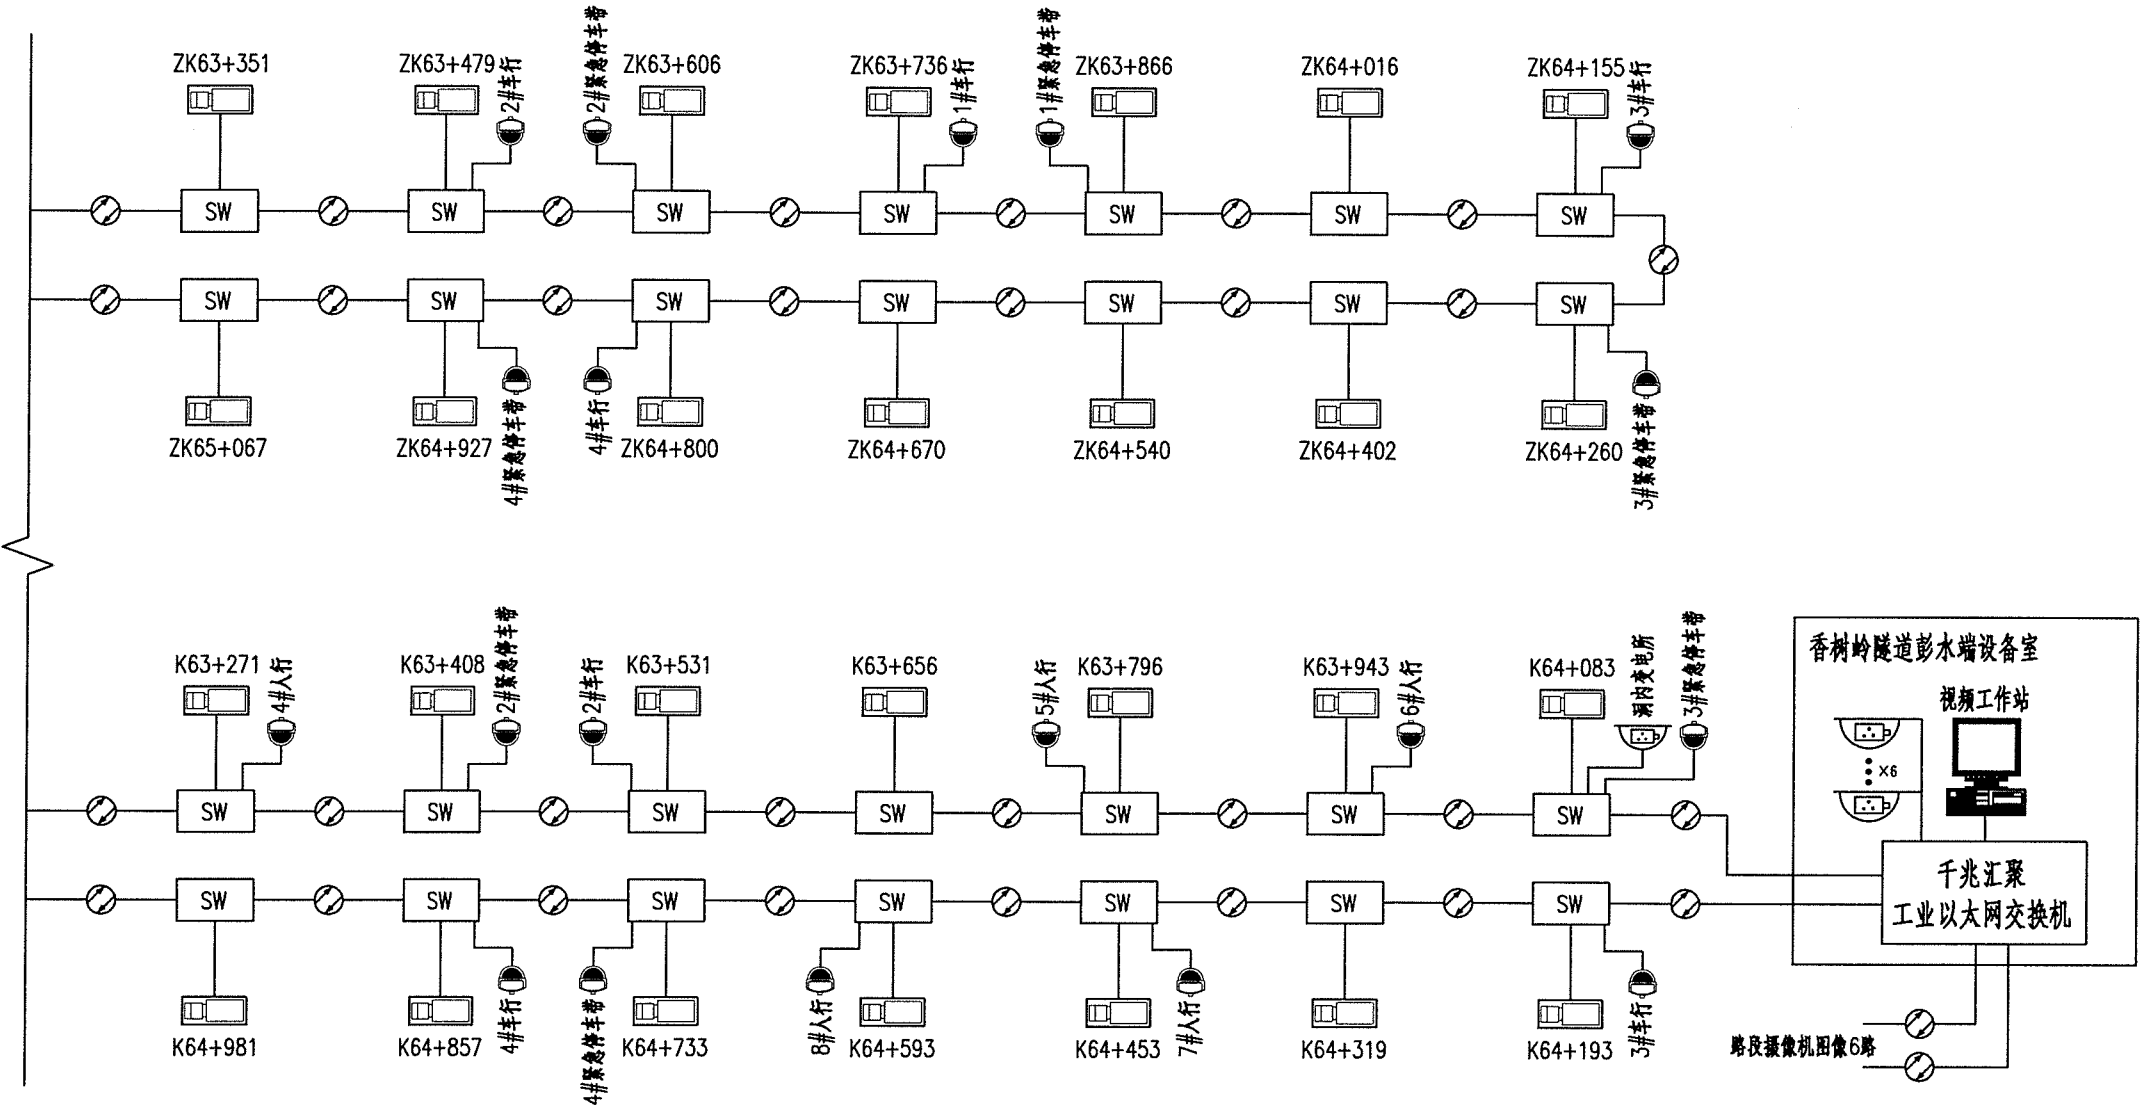 ZK63+351
ZK63+479
2#车行
2#紧急停车带
ZK63+606
ZK63+736
1#车行
1#紧急停车带
ZK63+866
ZK64+016
ZK64+155
3#车行
SW
SW
SW
SW
SW
SW
SW
SW
SW
SW
SW
SW
SW
SW
ZK65+067
ZK64+927
4#紧急停车带
4#车行
ZK64+800
ZK64+670
ZK64+540
ZK64+402
ZK64+260
3#紧急停车带
K63+271
4#人行
K63+408
2#紧急停车带
2#车行
K63+531
K63+656
5#人行
K63+796
K63+943
6#人行
K64+083
洞内变电所
3#紧急停车带
SW
SW
SW
SW
SW
SW
SW
SW
SW
SW
SW
SW
SW
SW
K64+981
K64+857
4#车行
4#紧急停车带
K64+733
8#人行
K64+593
K64+453
7#人行
K64+319
K64+193
3#车行
香树岭隧道彭水端设备室
视频工作站
×6
千兆汇聚
工业以太网交换机
路段摄像机图像6路